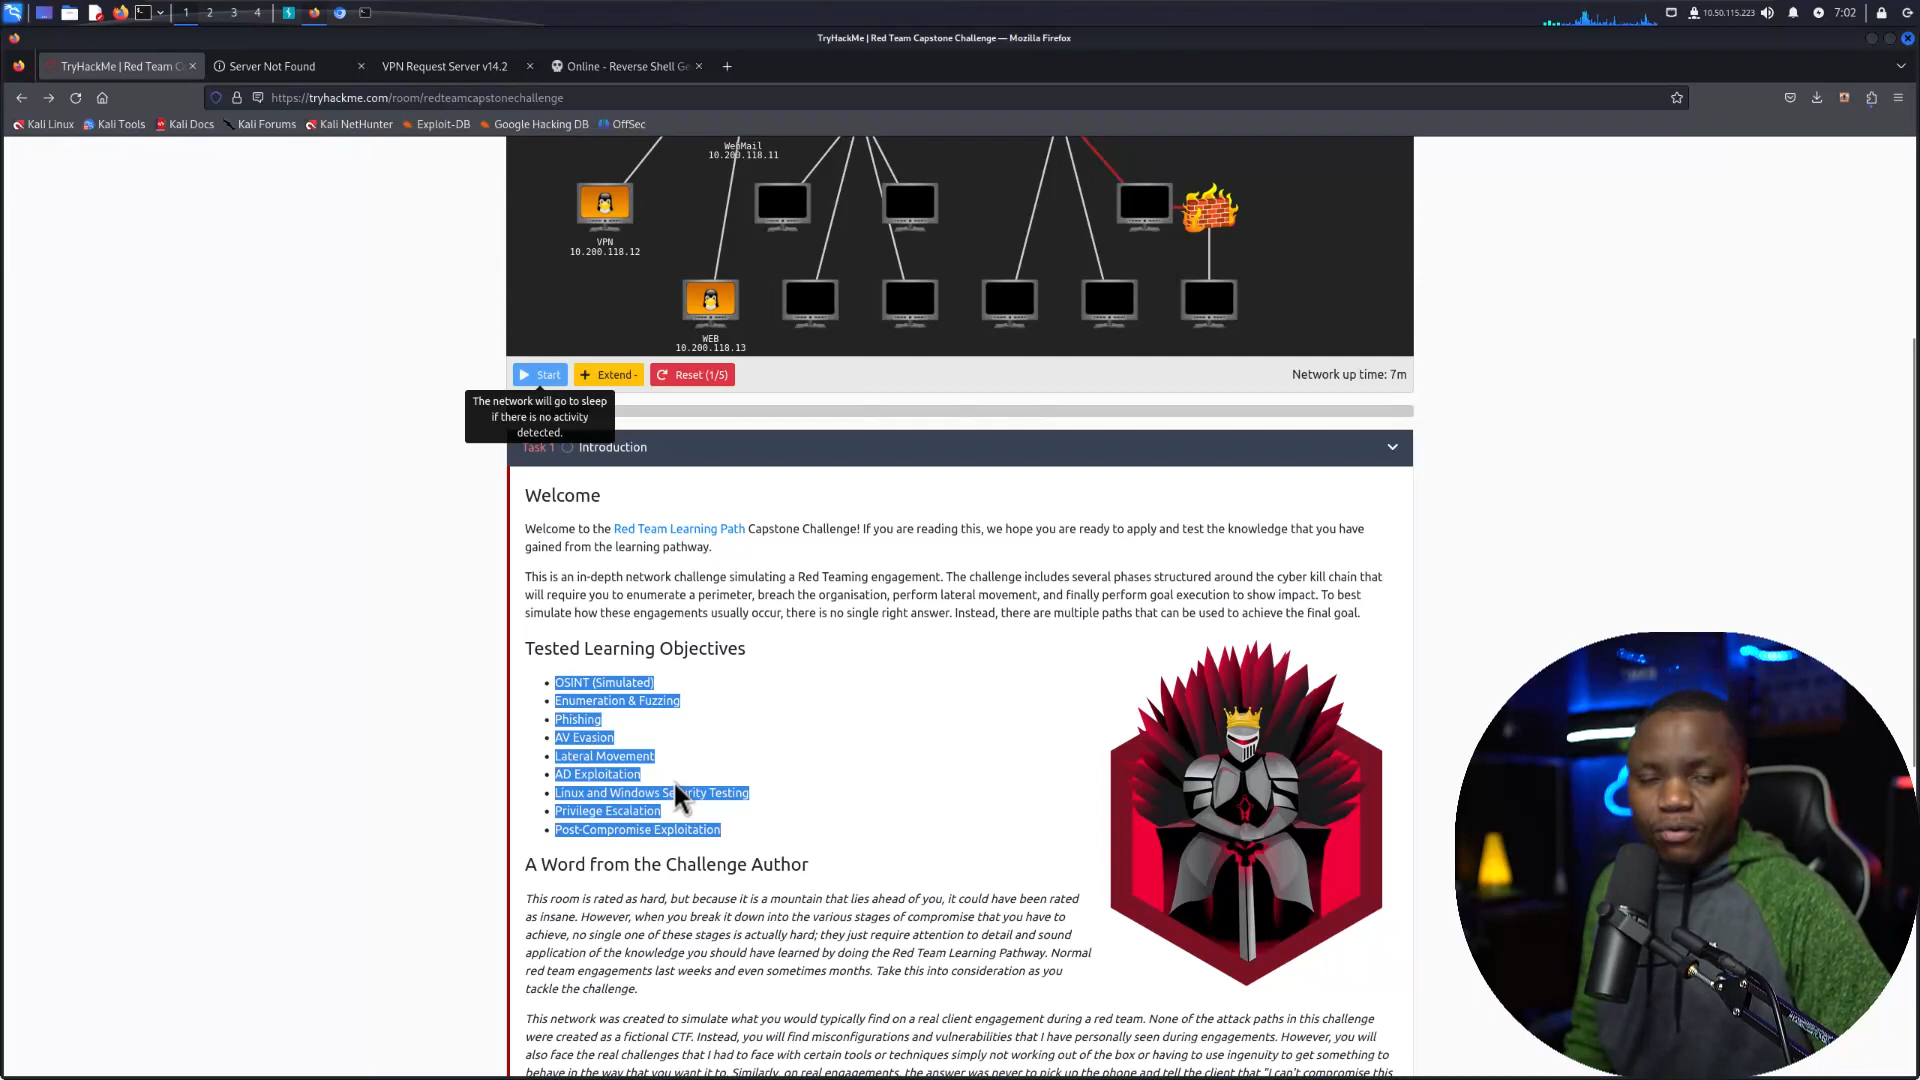 1
2
3
4
10.50.115.223
7:02
TryHackMe | Red Team Capstone Challenge — Mozilla Firefox
TryHackMe | Red Team C
Server Not Found
VPN Request Server v14.2
Online - Reverse Shell Ge
https://tryhackme.com/room/redteamcapstonechallenge
Kali Linux
Kali Tools
Kali Docs
Kali Forums
Kali NetHunter
Exploit-DB
Google Hacking DB
OffSec
WebMail
10.200.118.11
VPN
10.200.118.12
WEB
10.200.118.13
Start
Extend -
Reset (1/5)
Network up time: 7m
The network will go to sleep
if there is no activity
detected.
Task 1 Introduction
Welcome
Welcome to the Red Team Learning Path Capstone Challenge! If you are reading this, we hope you are ready to apply and test the knowledge that you have
gained from the learning pathway.
This is an in-depth network challenge simulating a Red Teaming engagement. The challenge includes several phases structured around the cyber kill chain that
will require you to enumerate a perimeter, breach the organisation, perform lateral movement, and finally perform goal execution to show impact. To best
simulate how these engagements usually occur, there is no single right answer. Instead, there are multiple paths that can be used to achieve the final goal.
Tested Learning Objectives
• OSINT (Simulated)
• Enumeration & Fuzzing
• Phishing
• AV Evasion
• Lateral Movement
• AD Exploitation
• Linux and Windows Security Testing
• Privilege Escalation
• Post-Compromise Exploitation
A Word from the Challenge Author
This room is rated as hard, but because it is a mountain that lies ahead of you, it could have been rated
as insane. However, when you break it down into the various stages of compromise that you have to
achieve, no single one of these stages is actually hard; they just require attention to detail and sound
application of the knowledge you should have learned by doing the Red Team Learning Pathway. Normal
red team engagements last weeks and even sometimes months. Take this into consideration as you
tackle the challenge.
This network was created to simulate what you would typically find on a real client engagement during a red team. None of the attack paths in this challenge
were created as a fictional CTF. Instead, you will find misconfigurations and vulnerabilities that I have personally seen during engagements. However, you will
also face the real challenges that I had to face with certain tools or techniques simply not working out of the box or having to use ingenuity to get something to
behave in the way that you want it to. Similarly, on real engagements, the answer was never to pick up the phone and tell the client that "I can't compromise this